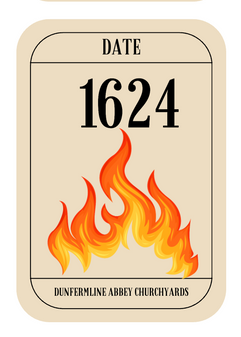 DATE
1624
DUNFERMLINE ABBEY CHURCHYARDS